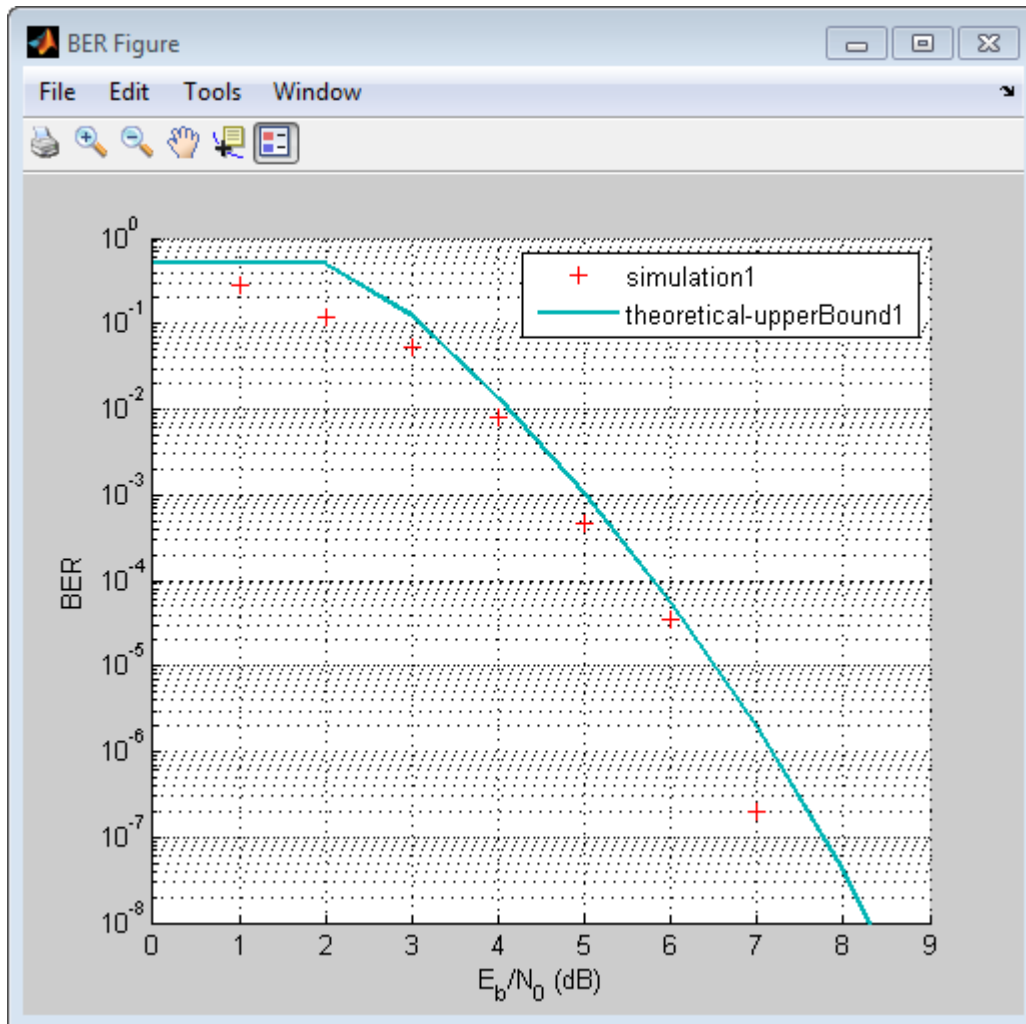 BER Figure
File Edit Tools Window
simulation1
theoretical-upperBound1
10^0
10^-1
10^-2
10^-3
10^-4
10^-5
10^-6
10^-7
10^-8
BER
0 1 2 3 4 5 6 7 8 9
E_b/N_0 (dB)